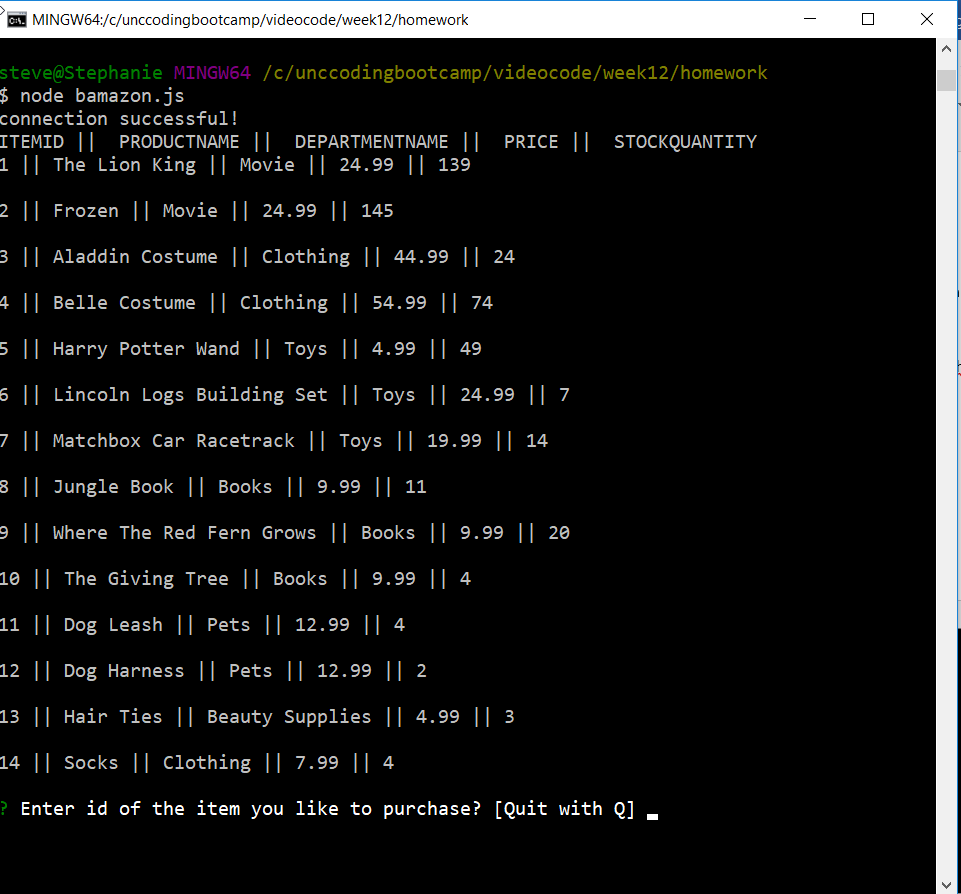 MINGW64:/c/unccodingbootcamp/videocode/week12/homework
steve@Stephanie MINGW64 /c/unccodingbootcamp/videocode/week12/homework
$ node bamazon.js
connection successful!
ITEMID ||  PRODUCTNAME ||  DEPARTMENTNAME ||  PRICE ||  STOCKQUANTITY
1 || The Lion King || Movie || 24.99 || 139
2 || Frozen || Movie || 24.99 || 145
3 || Aladdin Costume || Clothing || 44.99 || 24
4 || Belle Costume || Clothing || 54.99 || 74
5 || Harry Potter Wand || Toys || 4.99 || 49
6 || Lincoln Logs Building Set || Toys || 24.99 || 7
7 || Matchbox Car Racetrack || Toys || 19.99 || 14
8 || Jungle Book || Books || 9.99 || 11
9 || Where The Red Fern Grows || Books || 9.99 || 20
10 || The Giving Tree || Books || 9.99 || 4
11 || Dog Leash || Pets || 12.99 || 4
12 || Dog Harness || Pets || 12.99 || 2
13 || Hair Ties || Beauty Supplies || 4.99 || 3
14 || Socks || Clothing || 7.99 || 4
? Enter id of the item you like to purchase? [Quit with Q]